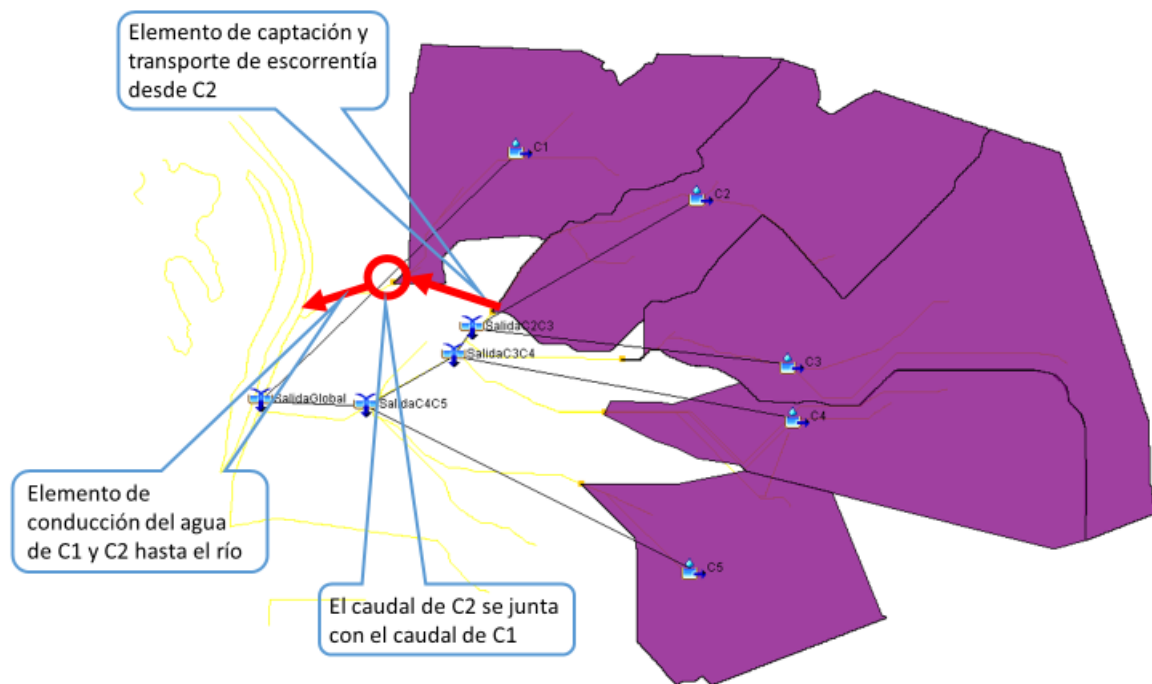 Elemento de captación y
transporte de escorrentía
desde C2
C1
C2
SalidaC2C3
SalidaC3C4
C3
SalidaGlobal
SalidaC4C5
C4
Elemento de
conducción del agua
de C1 y C2 hasta el río
C5
El caudal de C2 se junta
con el caudal de C1